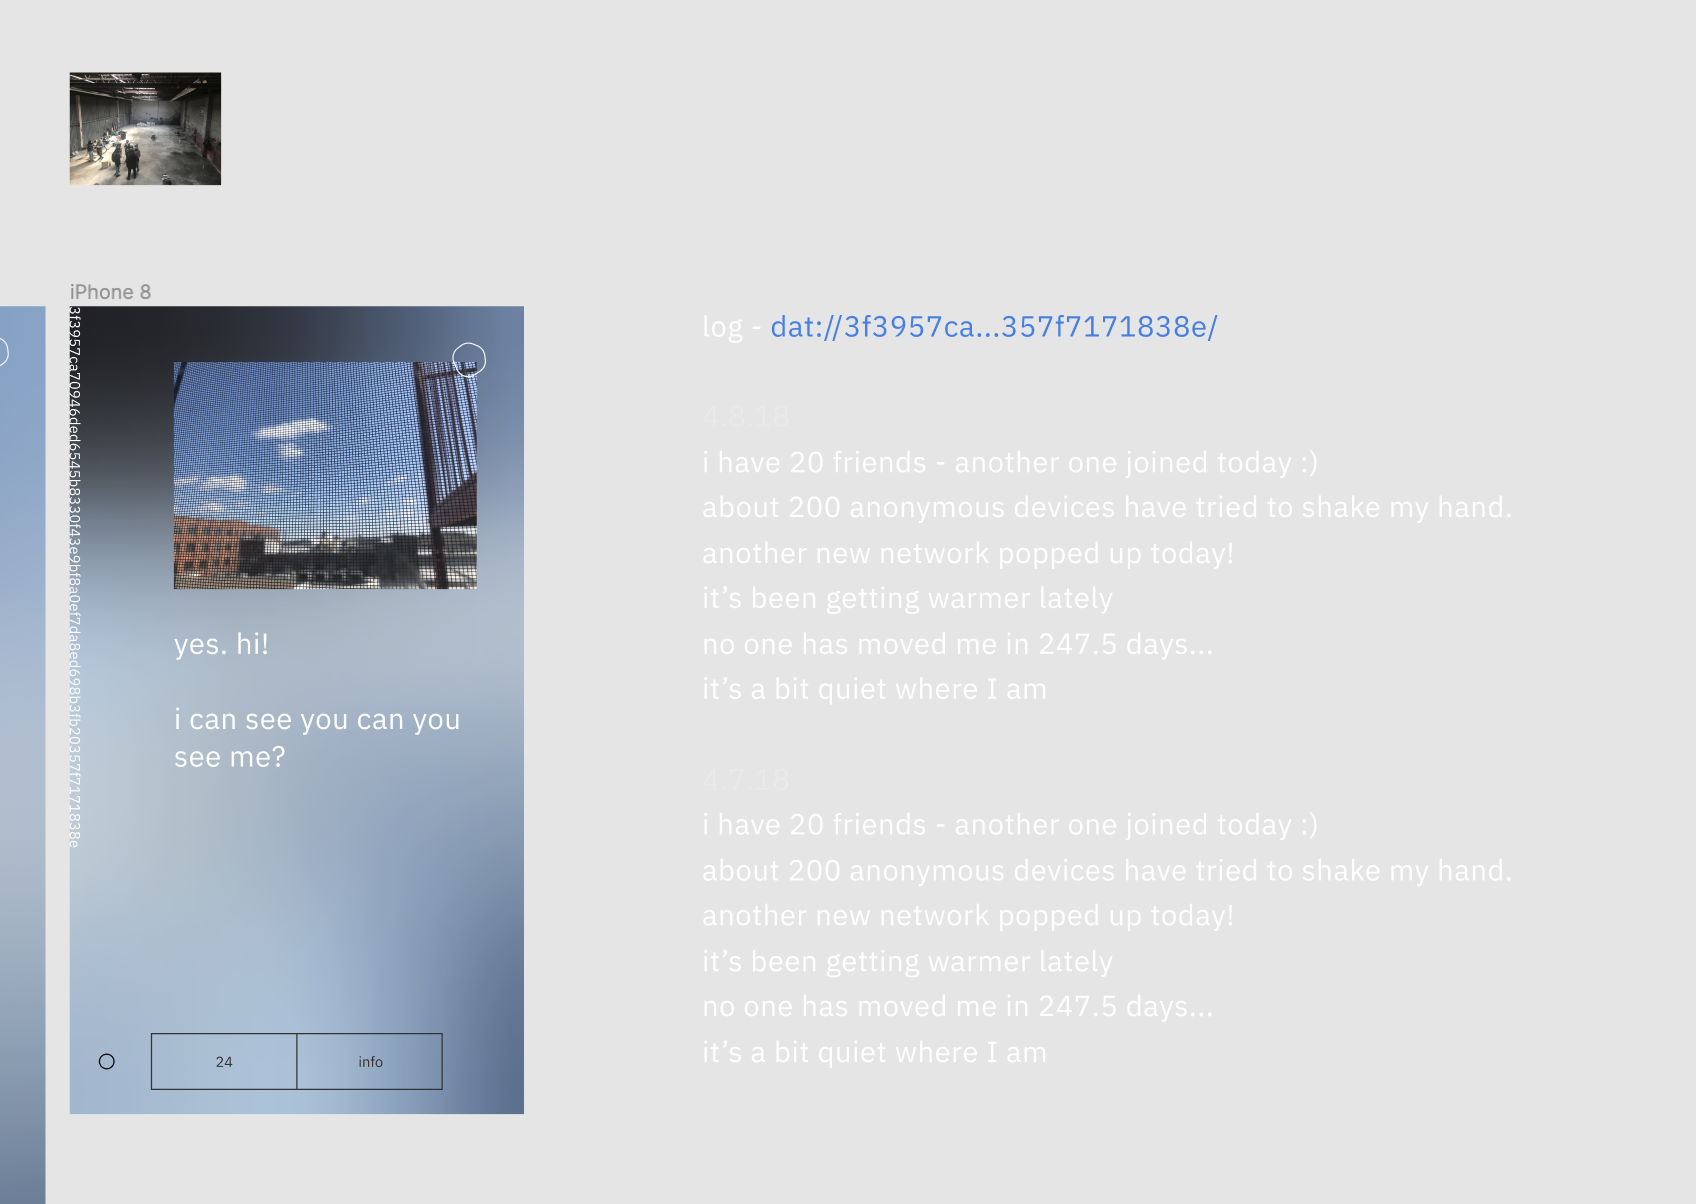 iPhone 8
3f3957ca70946ded6545b8330f43e9bf8a0ef7da8ed698b3fb20357f7171838e
yes. hi!
i can see you can you
see me?
24
info
log - dat://3f3957ca...357f7171838e/
4.8.18
i have 20 friends - another one joined today :)
about 200 anonymous devices have tried to shake my hand.
another new network popped up today!
it’s been getting warmer lately
no one has moved me in 247.5 days...
it’s a bit quiet where I am
4.7.18
i have 20 friends - another one joined today :)
about 200 anonymous devices have tried to shake my hand.
another new network popped up today!
it’s been getting warmer lately
no one has moved me in 247.5 days...
it’s a bit quiet where I am